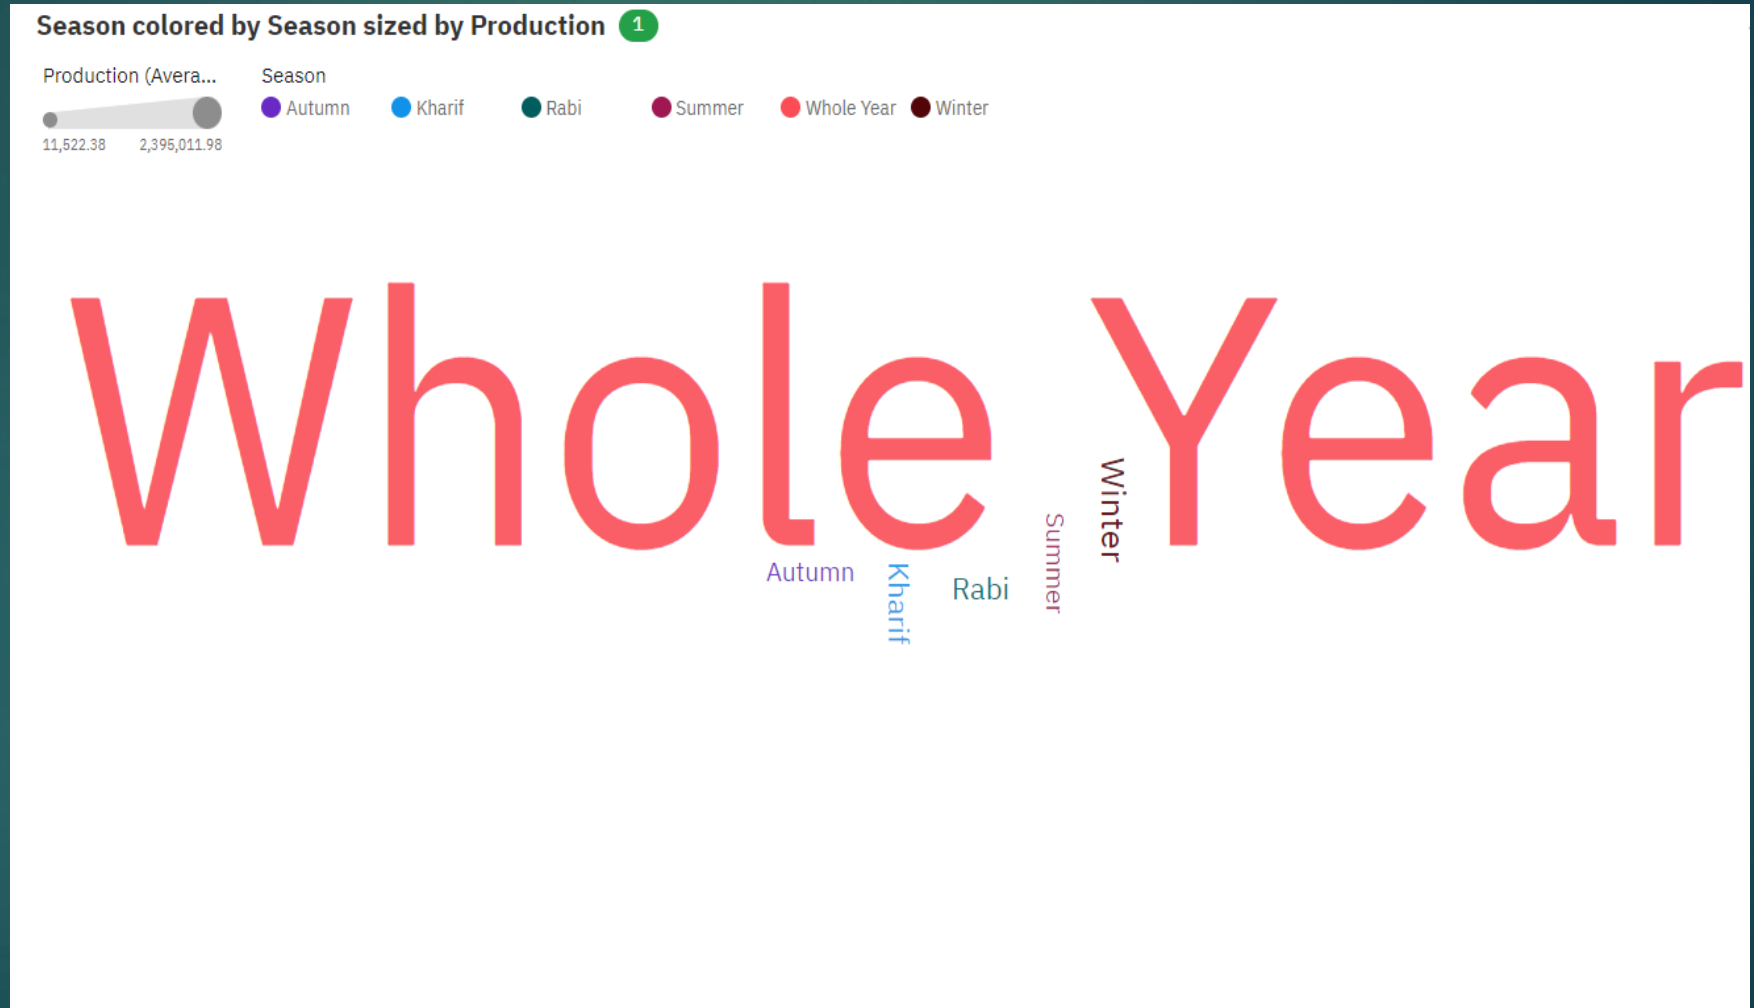 Season colored by Season sized by Production 1
Production (Avera... Season
Autumn Kharif Rabi Summer Whole Year Winter
11,522.38 2,395,011.98
Whole Year
Winter
Summer
Autumn
Kharif
Rabi